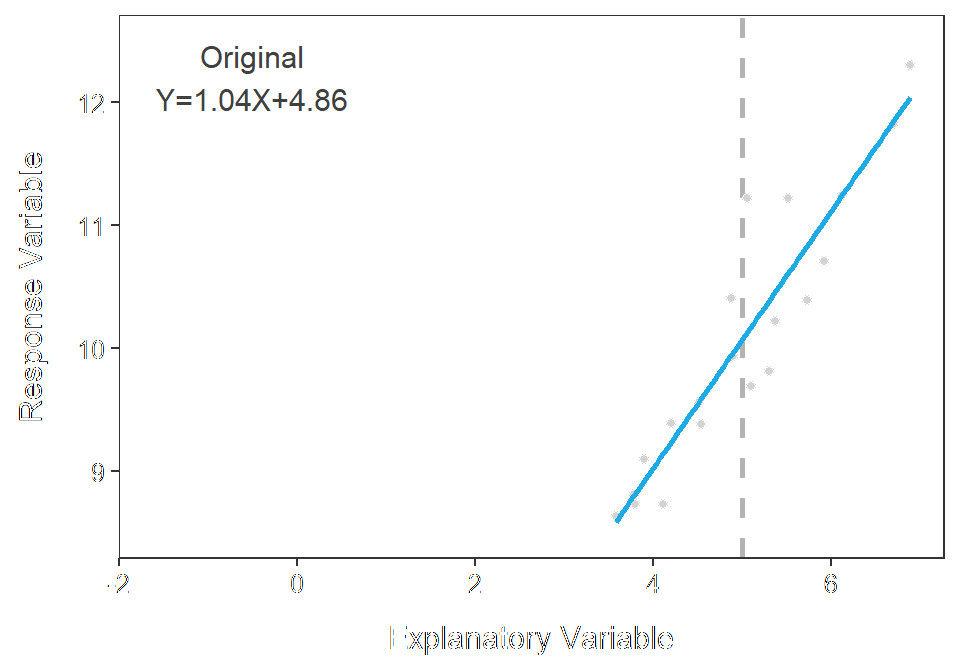 Original
Y=1.04X+4.86
12
11
10
9
Response Variable
-2
0
2
4
6
Explanatory Variable